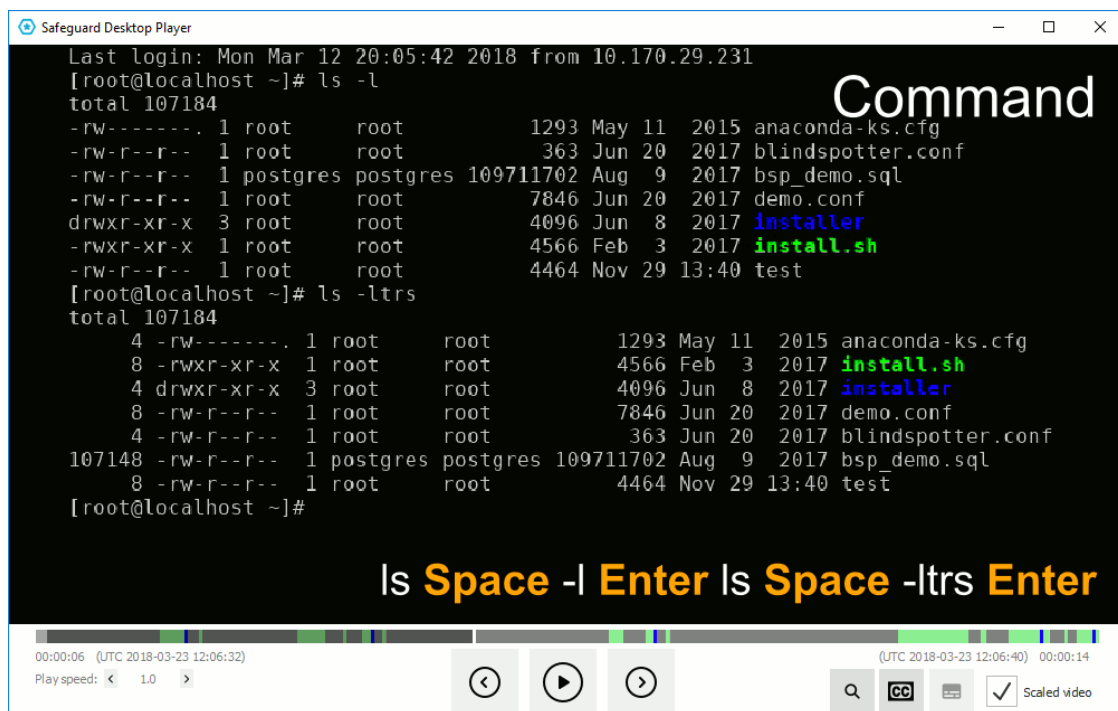 Safeguard Desktop Player
Last login: Mon Mar 12 20:05:42 2018 from 10.170.29.231
[root@localhost ~]# ls -l
Command
total 107184
-rw-------. 1 root     root          1293 May 11  2015 anaconda-ks.cfg
-rw-r--r--  1 root     root           363 Jun 20  2017 blindspotter.conf
-rw-r--r--  1 postgres postgres 109711702 Aug  9  2017 bsp_demo.sql
-rw-r--r--  1 root     root          7846 Jun 20  2017 demo.conf
drwxr-xr-x  3 root     root          4096 Jun  8  2017 installer
-rwxr-xr-x  1 root     root          4566 Feb  3  2017 install.sh
-rw-r--r--  1 root     root          4464 Nov 29 13:40 test
[root@localhost ~]# ls -ltrs
total 107184
     4 -rw-------. 1 root     root          1293 May 11  2015 anaconda-ks.cfg
     8 -rwxr-xr-x  1 root     root          4566 Feb  3  2017 install.sh
     4 drwxr-xr-x  3 root     root          4096 Jun  8  2017 installer
     8 -rw-r--r--  1 root     root          7846 Jun 20  2017 demo.conf
     4 -rw-r--r--  1 root     root           363 Jun 20  2017 blindspotter.conf
107148 -rw-r--r--  1 postgres postgres 109711702 Aug  9  2017 bsp_demo.sql
     8 -rw-r--r--  1 root     root          4464 Nov 29 13:40 test
[root@localhost ~]#
ls Space -l Enter ls Space -ltrs Enter
00:00:06 (UTC 2018-03-23 12:06:32)
(UTC 2018-03-23 12:06:40) 00:00:14
Play speed: < 1.0 >
CC
Scaled video